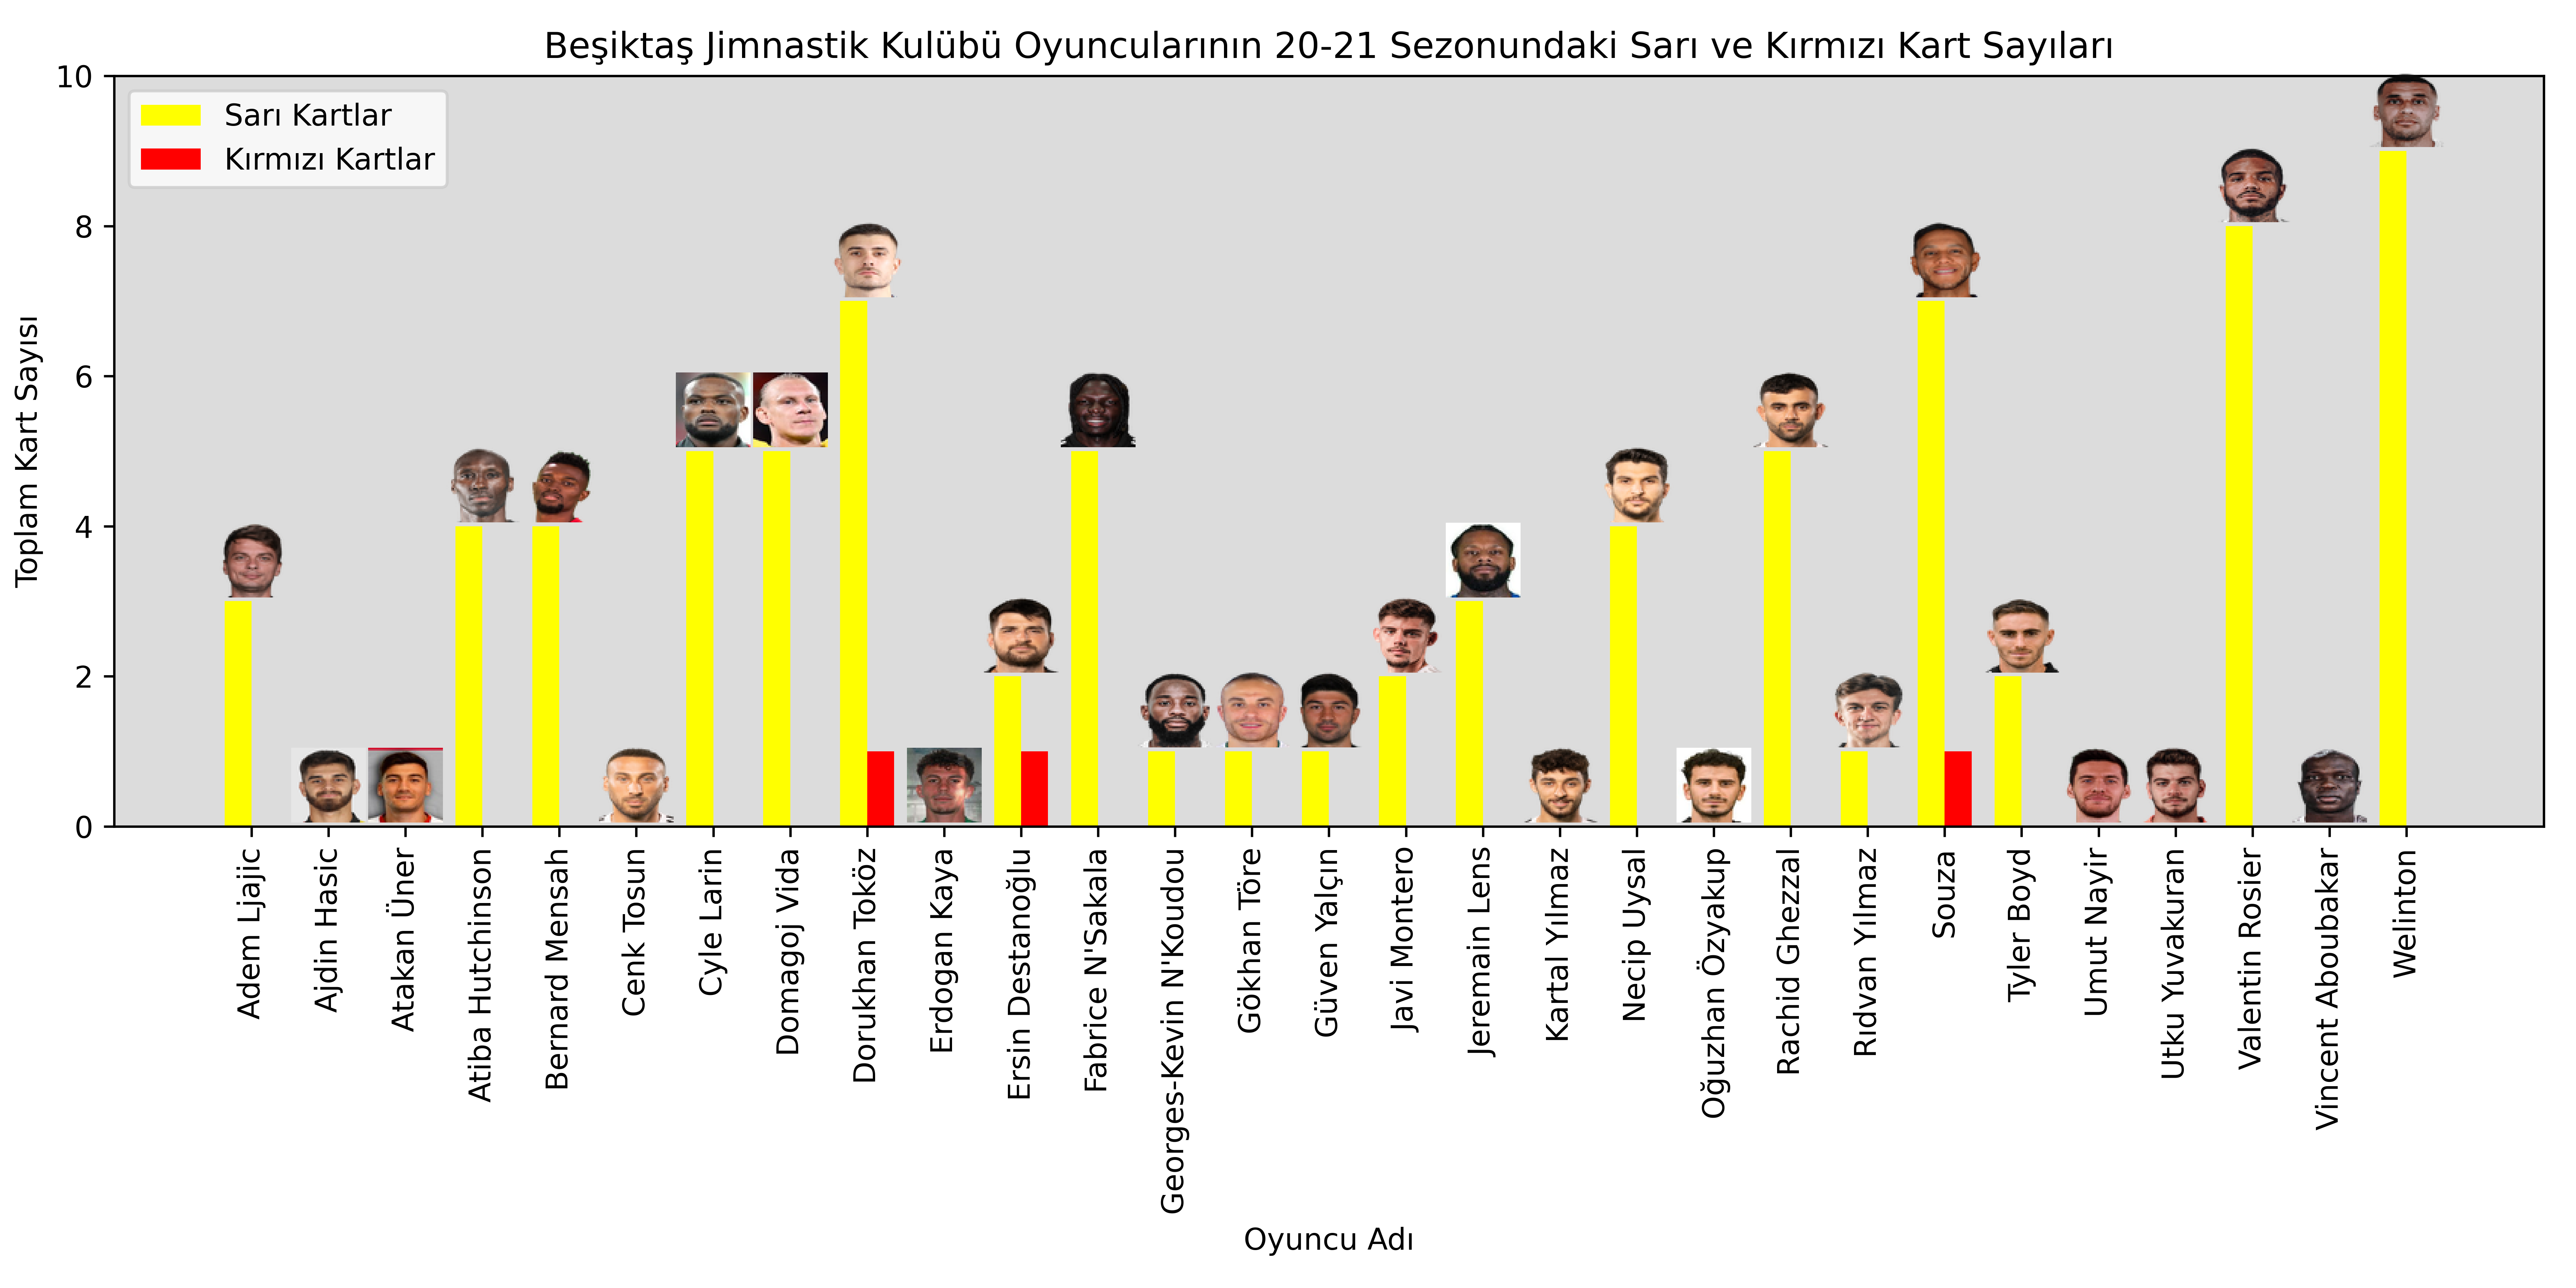 Beşiktaş Jimnastik Kulübü Oyuncularının 20-21 Sezonundaki Sarı ve Kırmızı Kart Sayıları
Sarı Kartlar
Kırmızı Kartlar
Toplam Kart Sayısı
10
8
6
4
2
0
Adem Ljajic
Ajdin Hasic
Atakan Üner
Atiba Hutchinson
Bernard Mensah
Cenk Tosun
Cyle Larin
Domagoj Vida
Dorukhan Toköz
Erdogan Kaya
Ersin Destanoğlu
Fabrice N'Sakala
Georges-Kevin N'Koudou
Gökhan Töre
Güven Yalçın
Javi Montero
Jeremain Lens
Kartal Yılmaz
Necip Uysal
Oğuzhan Özyakup
Rachid Ghezzal
Rıdvan Yılmaz
Souza
Tyler Boyd
Umut Nayir
Utku Yuvakuran
Valentin Rosier
Vincent Aboubakar
Welinton
Oyuncu Adı